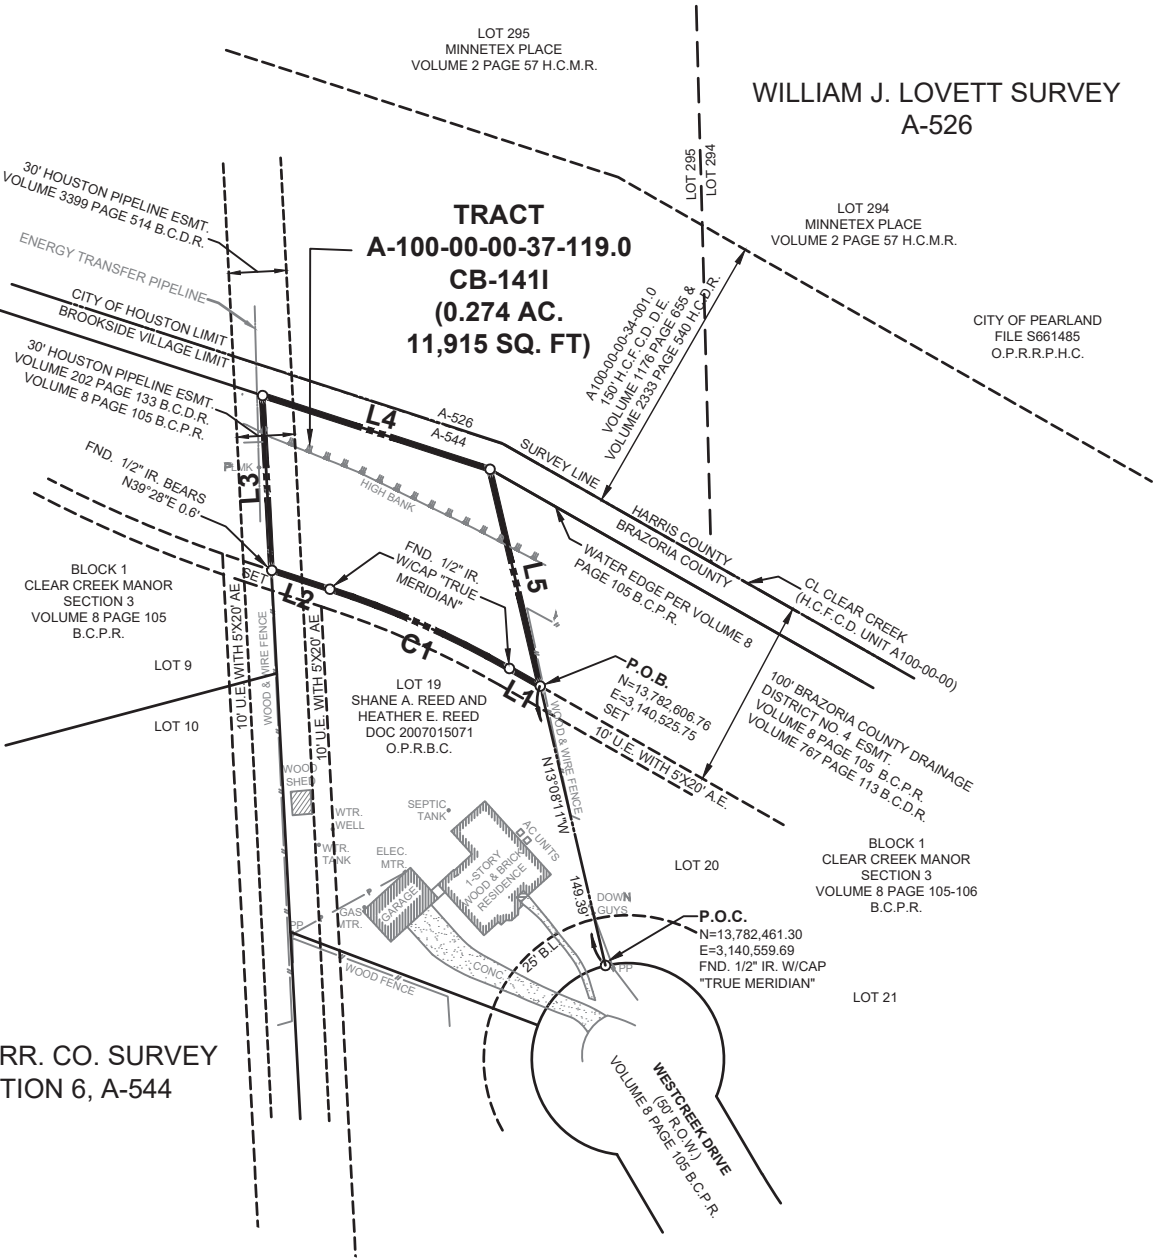 LOT 295
MINNETEX PLACE
VOLUME 2 PAGE 57 H.C.M.R.
WILLIAM J. LOVETT SURVEY
A-526
LOT 295
LOT 294
30' HOUSTON PIPELINE ESMT.
VOLUME 3399 PAGE 514 B.C.D.R.
ENERGY TRANSFER PIPELINE
TRACT
A-100-00-00-37-119.0
CB-141I
(0.274 AC.
11,915 SQ. FT)
LOT 294
MINNETEX PLACE
VOLUME 2 PAGE 57 H.C.M.R.
A100-00-00-34-001.0
150' H.C.F.C.D. D.E.
VOLUME 1176 PAGE 655 &
VOLUME 2333 PAGE 540 H.C.D.R.
CITY OF PEARLAND
FILE S661485
O.P.R.R.P.H.C.
CITY OF HOUSTON LIMIT
BROOKSIDE VILLAGE LIMIT
30' HOUSTON PIPELINE ESMT.
VOLUME 202 PAGE 133 B.C.D.R.
VOLUME 8 PAGE 105 B.C.P.R.
L4
A-526
A-544
SURVEY LINE
FND. 1/2" IR. BEARS
N39°28"E 0.6'
PLMK
L3
HIGH BANK
HARRIS COUNTY
BRAZORIA COUNTY
WATER EDGE PER VOLUME 8
PAGE 105 B.C.P.R.
CL CLEAR CREEK
(H.C.F.C.D. UNIT A100-00-00)
FND. 1/2" IR.
W/CAP "TRUE
MERIDIAN"
L5
SET
L2
C1
L1
BLOCK 1
CLEAR CREEK MANOR
SECTION 3
VOLUME 8 PAGE 105
B.C.P.R.
LOT 9
LOT 10
10' U.E. WITH 5'X20' AE
WOOD & WIRE FENCE
10' U.E. WITH 5'X20' AE
LOT 19
SHANE A. REED AND
HEATHER E. REED
DOC 2007015071
O.P.R.B.C.
P.O.B.
N=13,782,606.76
E=3,140,525.75
SET
10' U.E. WITH 5'X20' A.E.
100' BRAZORIA COUNTY DRAINAGE
DISTRICT NO. 4 ESMT.
VOLUME 8 PAGE 105 B.C.P.R.
VOLUME 767 PAGE 113 B.C.D.R.
WOOD & WIRE FENCE
N13°08'11"W
149.39'
WOOD
SHED
WTR.
WELL
WTR.
TANK
SEPTIC
TANK
ELEC.
MTR.
AC UNITS
1-STORY
WOOD & BRICK
RESIDENCE
GARAGE
GAS
MTR.
PP
WOOD FENCE
CONC
25' B.L.
DOWN
GUYS
PP
LOT 20
BLOCK 1
CLEAR CREEK MANOR
SECTION 3
VOLUME 8 PAGE 105-106
B.C.P.R.
P.O.C.
N=13,782,461.30
E=3,140,559.69
FND. 1/2" IR. W/CAP
"TRUE MERIDIAN"
LOT 21
RR. CO. SURVEY
TION 6, A-544
WESTCREEK DRIVE
(50' R.O.W.)
VOLUME 8 PAGE 105 B.C.P.R.